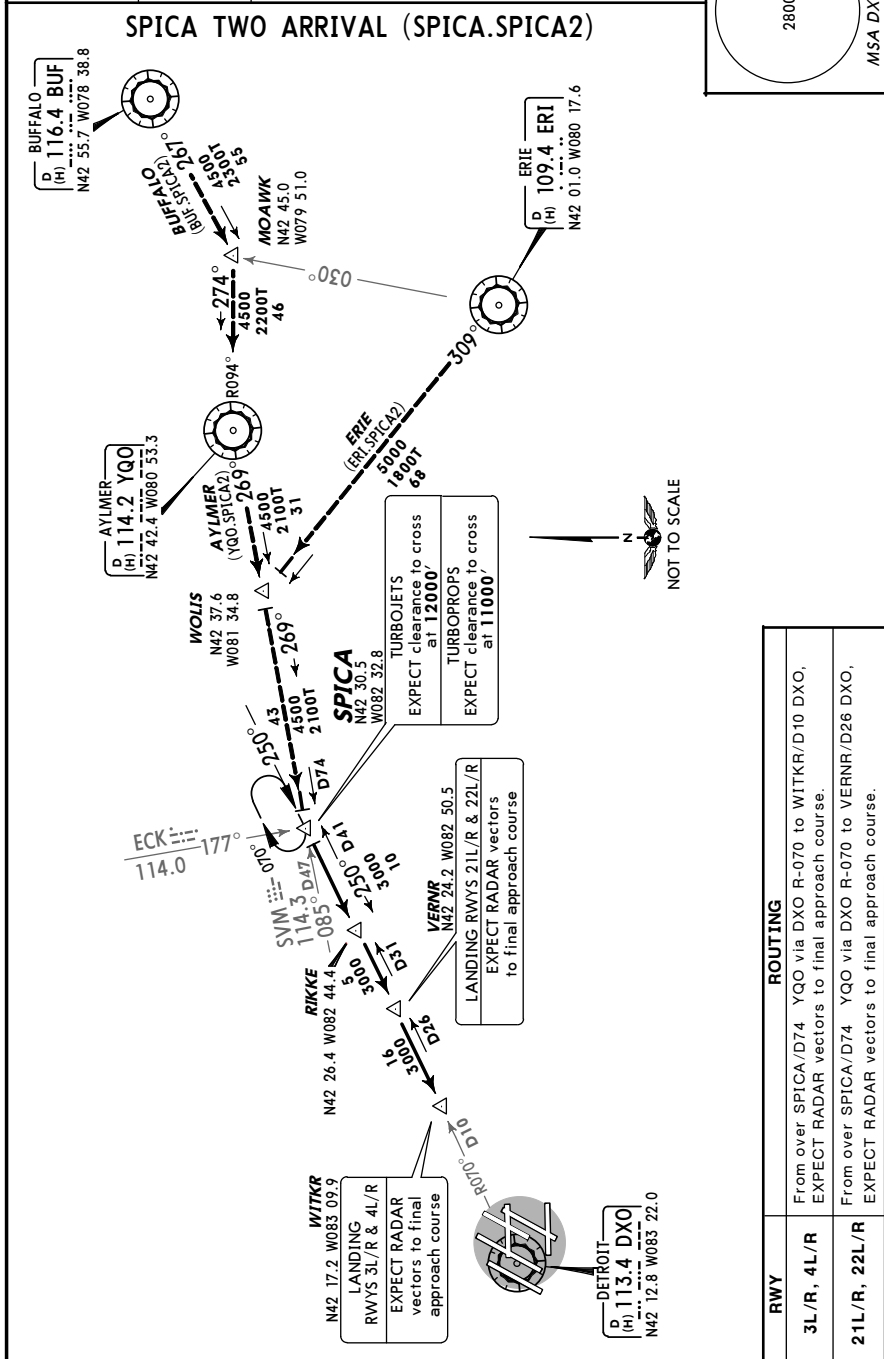 SPICA TWO ARRIVAL (SPICA.SPICA2)
2800
MSA DX
BUFFALO
D
(H) 116.4 BUF
N42 55.7 W078 38.8
267°
BUFFALO
(BUF.SPICA2)
4500
2300T
55
MOAWK
N42 45.0
W079 51.0
030°
ERIE
D
(H) 109.4 ERI
N42 01.0 W080 17.6
274°
4500
2200T
46
R094°
AYLMER
D
(H) 114.2 YQO
N42 42.4 W080 53.3
269°
AYLMER
(YQO.SPICA2)
4500
2100T
31
309°
ERIE
(ERI.SPICA2)
5000
1800T
68
WOLIS
N42 37.6
W081 34.8
269°
43
4500
2100T
SPICA
N42 30.5
W082 32.8
TURBOJETS
EXPECT clearance to cross
at 12000'
TURBOPROPS
EXPECT clearance to cross
at 11000'
250°
070°
D74
ECK
114.0
177°
SVM
114.3
085°
D47
D41
250°
3000
10
RIKKE
N42 26.4 W082 44.4
5
3000
D31
VERNR
N42 24.2 W082 50.5
LANDING RWYS 21L/R & 22L/R
EXPECT RADAR vectors
to final approach course
16
3000
D26
WITKR
N42 17.2 W083 09.9
LANDING
RWYS 3L/R & 4L/R
EXPECT RADAR
vectors to final
approach course
R070°
D10
DETROIT
D
(H) 113.4 DXO
N42 12.8 W083 22.0
N
NOT TO SCALE
RWY
ROUTING
3L/R, 4L/R
From over SPICA/D74 YQO via DXO R-070 to WITKR/D10 DXO,
EXPECT RADAR vectors to final approach course.
21L/R, 22L/R
From over SPICA/D74 YQO via DXO R-070 to VERNR/D26 DXO,
EXPECT RADAR vectors to final approach course.